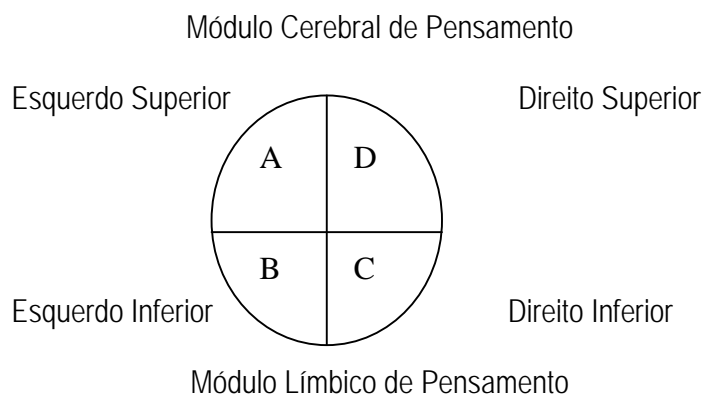 Módulo Cerebral de Pensamento
Esquerdo Superior Direito Superior
A D
B C
Esquerdo Inferior Direito Inferior
Módulo Límbico de Pensamento